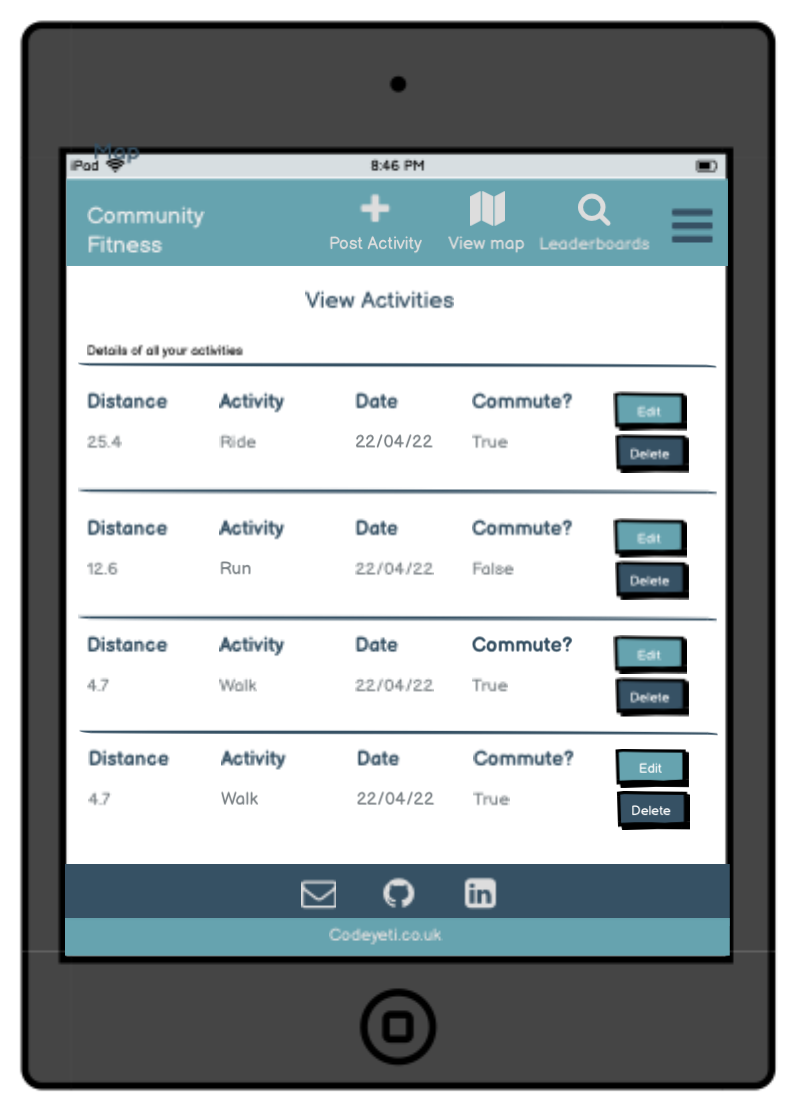 Map
iPad 8:46 PM
Community
Fitness
Post Activity View map Leaderboards
View Activities
Details of all your activities
Distance Activity Date Commute? Edit
25.4 Ride 22/04/22 True Delete
Distance Activity Date Commute? Edit
12.6 Run 22/04/22 False Delete
Distance Activity Date Commute? Edit
4.7 Walk 22/04/22 True Delete
Distance Activity Date Commute? Edit
4.7 Walk 22/04/22 True Delete
in
Codeyeti.co.uk